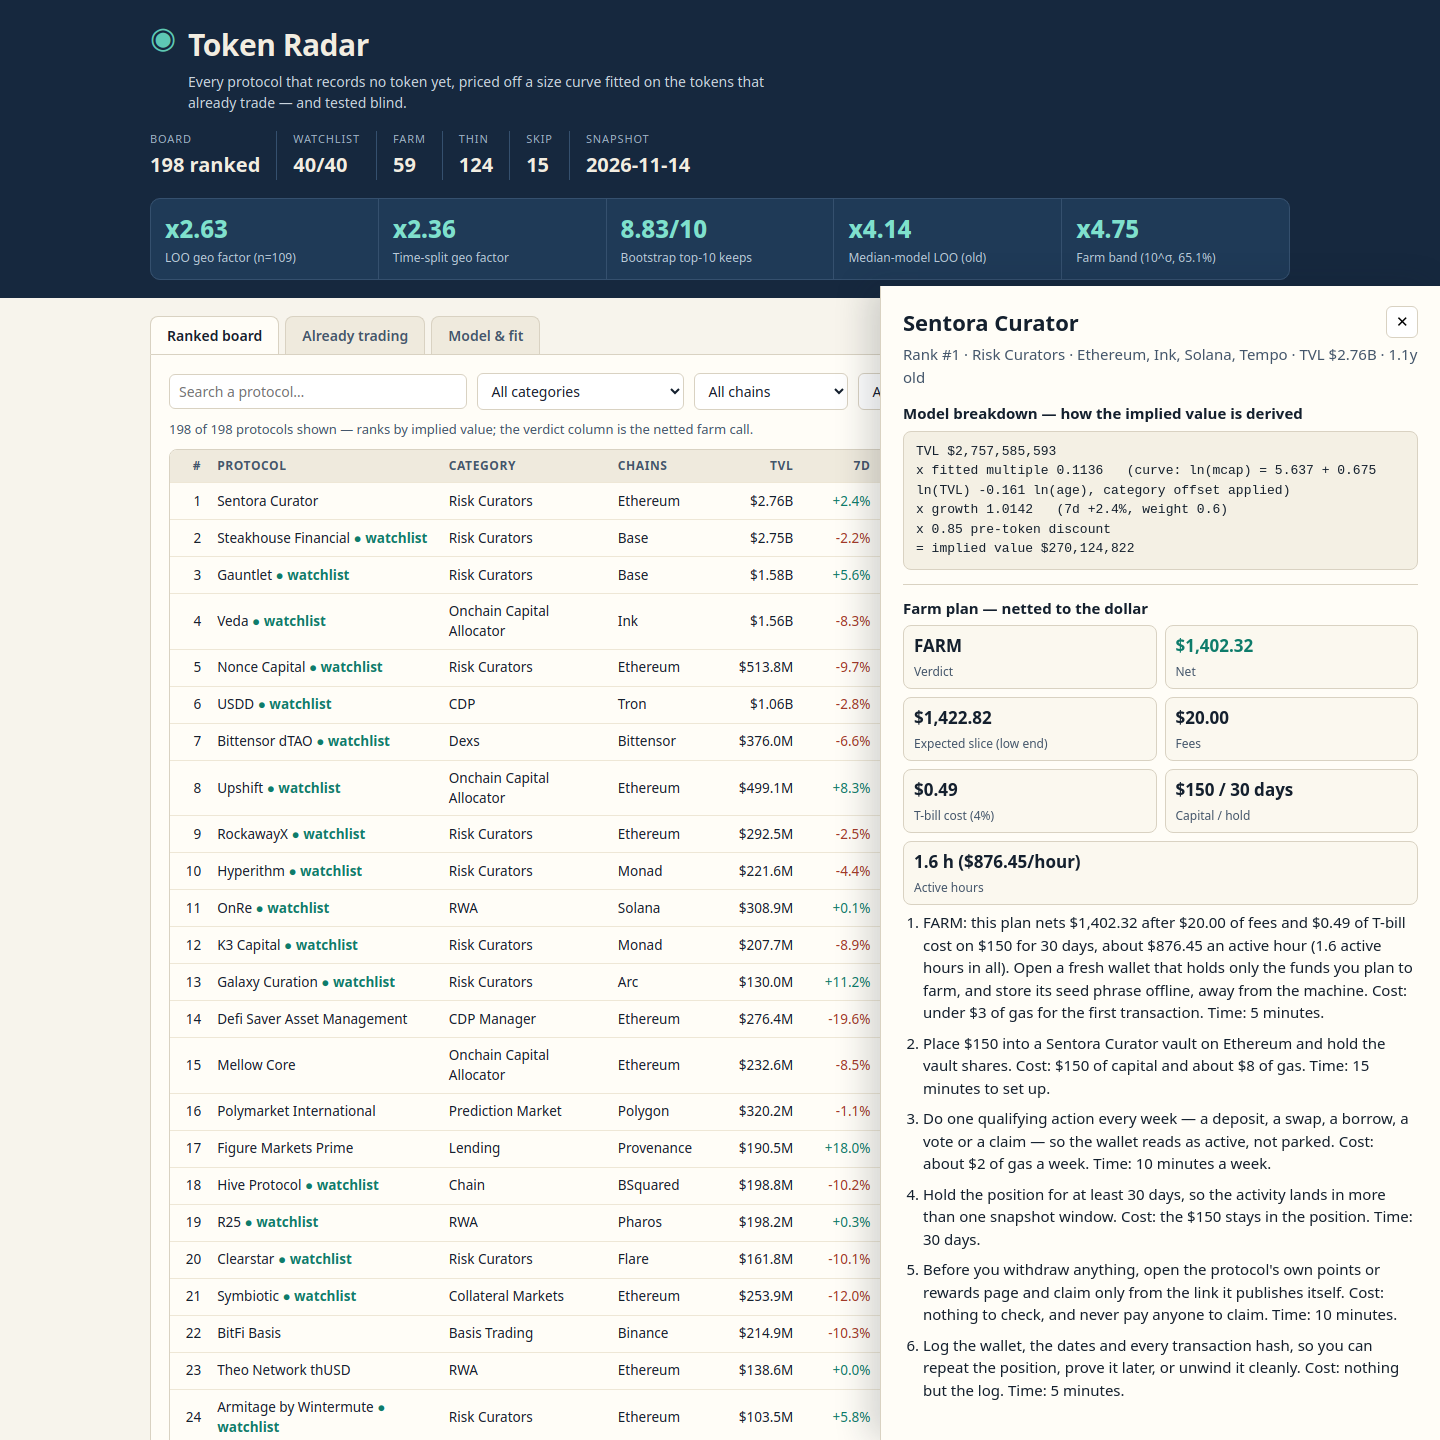 Token Radar
Every protocol that records no token yet, priced off a size curve fitted on the tokens that
already trade — and tested blind.
BOARD
198 ranked
WATCHLIST
40/40
FARM
59
THIN
124
SKIP
15
SNAPSHOT
2026-11-14
x2.63
LOO geo factor (n=109)
x2.36
Time-split geo factor
8.83/10
Bootstrap top-10 keeps
x4.14
Median-model LOO (old)
x4.75
Farm band (10^σ, 65.1%)
Ranked board
Already trading
Model & fit
Search a protocol...
All categories
All chains
A
198 of 198 protocols shown — ranks by implied value; the verdict column is the netted farm call.
# PROTOCOL CATEGORY CHAINS TVL 7D
1 Sentora Curator Risk Curators Ethereum $2.76B +2.4%
2 Steakhouse Financial ● watchlist Risk Curators Base $2.75B -2.2%
3 Gauntlet ● watchlist Risk Curators Base $1.58B +5.6%
4 Veda ● watchlist Onchain Capital Allocator Ink $1.56B -8.3%
5 Nonce Capital ● watchlist Risk Curators Ethereum $513.8M -9.7%
6 USDD ● watchlist CDP Tron $1.06B -2.8%
7 Bittensor dTAO ● watchlist Dexs Bittensor $376.0M -6.6%
8 Upshift ● watchlist Onchain Capital Allocator Ethereum $499.1M +8.3%
9 RockawayX ● watchlist Risk Curators Ethereum $292.5M -2.5%
10 Hyperithm ● watchlist Risk Curators Monad $221.6M -4.4%
11 OnRe ● watchlist RWA Solana $308.9M +0.1%
12 K3 Capital ● watchlist Risk Curators Monad $207.7M -8.9%
13 Galaxy Curation ● watchlist Risk Curators Arc $130.0M +11.2%
14 Defi Saver Asset Management CDP Manager Ethereum $276.4M -19.6%
15 Mellow Core Onchain Capital Allocator Ethereum $232.6M -8.5%
16 Polymarket International Prediction Market Polygon $320.2M -1.1%
17 Figure Markets Prime Lending Provenance $190.5M +18.0%
18 Hive Protocol ● watchlist Chain BSquared $198.8M -10.2%
19 R25 ● watchlist RWA Pharos $198.2M +0.3%
20 Clearstar ● watchlist Risk Curators Flare $161.8M -10.1%
21 Symbiotic ● watchlist Collateral Markets Ethereum $253.9M -12.0%
22 BitFi Basis Basis Trading Binance $214.9M -10.3%
23 Theo Network thUSD RWA Ethereum $138.6M +0.0%
24 Armitage by Wintermute ● watchlist Risk Curators Ethereum $103.5M +5.8%
Sentora Curator
✕
Rank #1 · Risk Curators · Ethereum, Ink, Solana, Tempo · TVL $2.76B · 1.1y
old
Model breakdown — how the implied value is derived
TVL $2,757,585,593
x fitted multiple 0.1136 (curve: ln(mcap) = 5.637 + 0.675
ln(TVL) -0.161 ln(age), category offset applied)
x growth 1.0142 (7d +2.4%, weight 0.6)
x 0.85 pre-token discount
= implied value $270,124,822
Farm plan — netted to the dollar
FARM
Verdict
$1,402.32
Net
$1,422.82
Expected slice (low end)
$20.00
Fees
$0.49
T-bill cost (4%)
$150 / 30 days
Capital / hold
1.6 h ($876.45/hour)
Active hours
1. FARM: this plan nets $1,402.32 after $20.00 of fees and $0.49 of T-bill
cost on $150 for 30 days, about $876.45 an active hour (1.6 active
hours in all). Open a fresh wallet that holds only the funds you plan to
farm, and store its seed phrase offline, away from the machine. Cost:
under $3 of gas for the first transaction. Time: 5 minutes.
2. Place $150 into a Sentora Curator vault on Ethereum and hold the
vault shares. Cost: $150 of capital and about $8 of gas. Time: 15
minutes to set up.
3. Do one qualifying action every week — a deposit, a swap, a borrow, a
vote or a claim — so the wallet reads as active, not parked. Cost:
about $2 of gas a week. Time: 10 minutes a week.
4. Hold the position for at least 30 days, so the activity lands in more
than one snapshot window. Cost: the $150 stays in the position. Time:
30 days.
5. Before you withdraw anything, open the protocol's own points or
rewards page and claim only from the link it publishes itself. Cost:
nothing to check, and never pay anyone to claim. Time: 10 minutes.
6. Log the wallet, the dates and every transaction hash, so you can
repeat the position, prove it later, or unwind it cleanly. Cost: nothing
but the log. Time: 5 minutes.